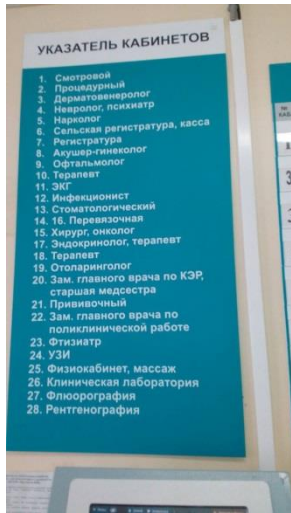 УКАЗАТЕЛЬ КАБИНЕТОВ
1. Смотровой
2. Процедурный
3. Дерматовенеролог
4. Невролог, психиатр
5. Нарколог
6. Сельская регистратура, касса
7. Регистратура
8. Акушер-гинеколог
9. Офтальмолог
10. Терапевт
11. ЭКГ
12. Инфекционист
13. Стоматологический
14. 16. Перевязочная
15. Хирург, онколог
17. Эндокринолог, терапевт
18. Терапевт
19. Отоларинголог
20. Зам. главного врача по КЭР,
старшая медсестра
21. Прививочный
22. Зам. главного врача по
поликлинической работе
23. Фтизиатр
24. УЗИ
25. Физиокабинет, массаж
26. Клиническая лаборатория
27. Флюорография
28. Рентгенография
№